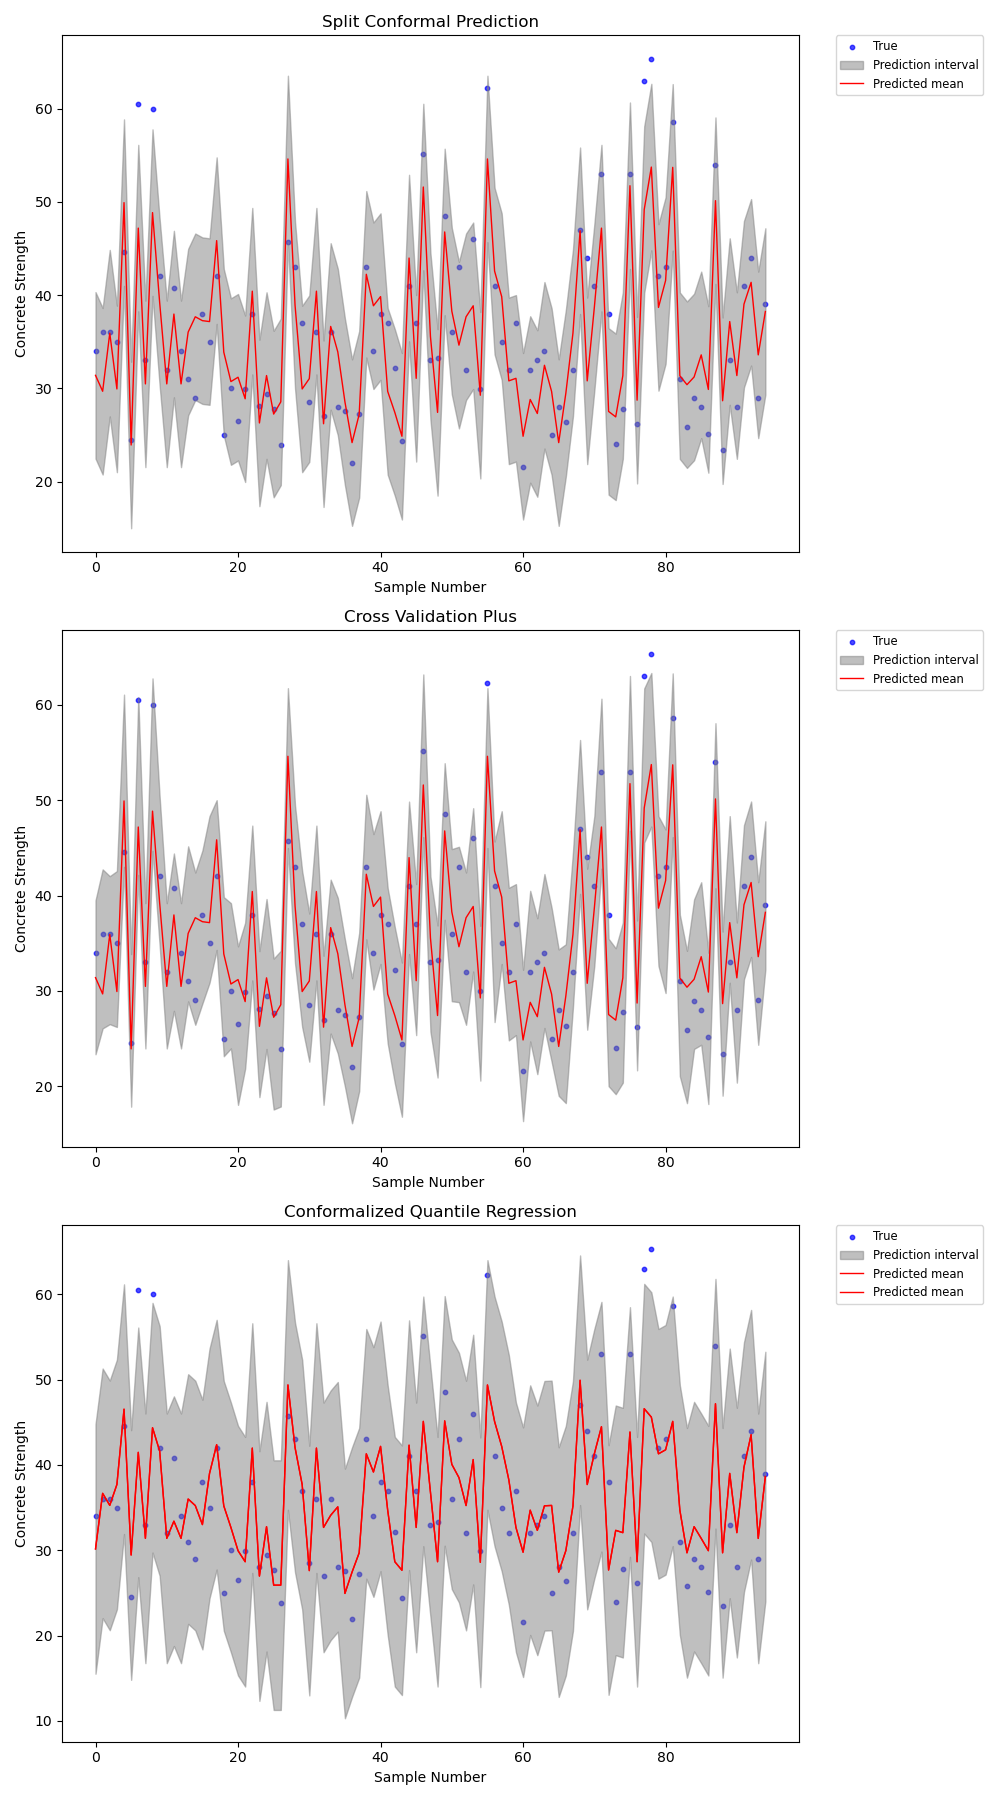 Split Conformal Prediction
True
Prediction interval
Predicted mean
60
50
40
30
20
Concrete Strength
0 20 40 60 80
Sample Number
Cross Validation Plus
True
Prediction interval
Predicted mean
60
50
40
30
20
Concrete Strength
0 20 40 60 80
Sample Number
Conformalized Quantile Regression
True
Prediction interval
Predicted mean
Predicted mean
60
50
40
30
20
10
Concrete Strength
0 20 40 60 80
Sample Number